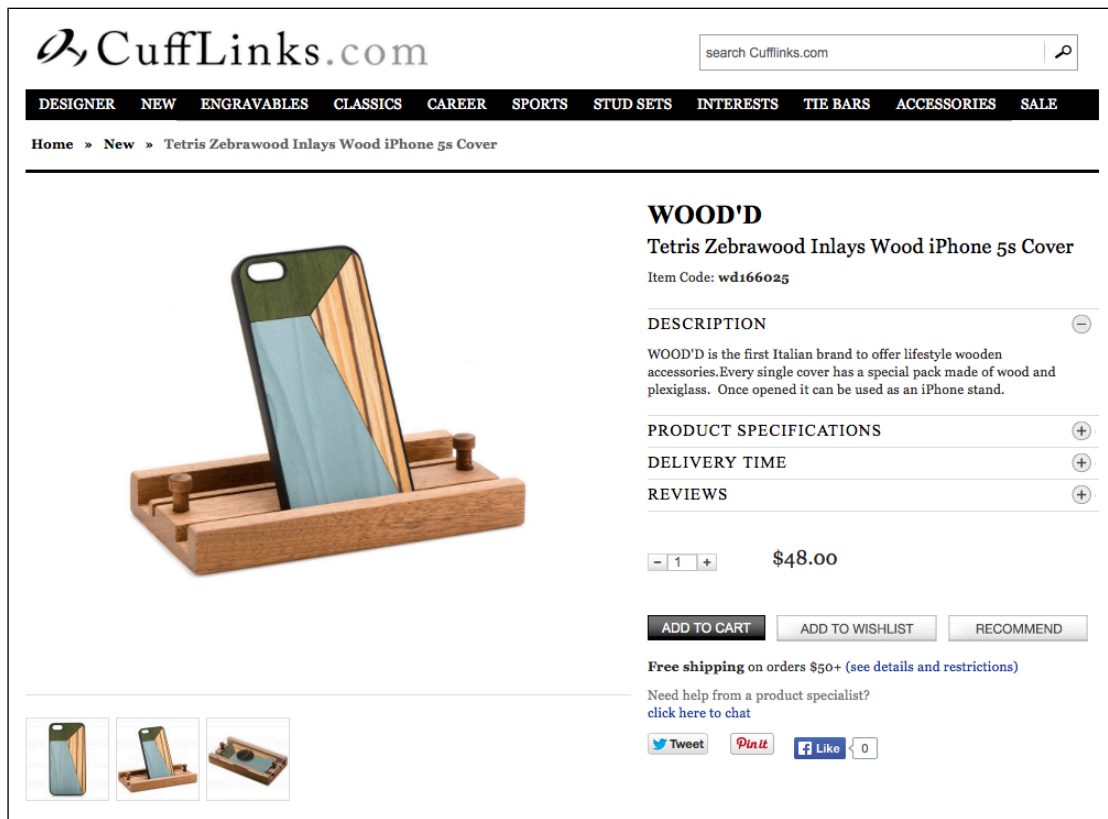 CuffLinks.com
search Cufflinks.com
DESIGNER NEW ENGRAVABLES CLASSICS CAREER SPORTS STUD SETS INTERESTS TIE BARS ACCESSORIES SALE
Home » New » Tetris Zebrawood Inlays Wood iPhone 5s Cover
WOOD'D
Tetris Zebrawood Inlays Wood iPhone 5s Cover
Item Code: wd166025
DESCRIPTION
WOOD'D is the first Italian brand to offer lifestyle wooden
accessories.Every single cover has a special pack made of wood and
plexiglass. Once opened it can be used as an iPhone stand.
PRODUCT SPECIFICATIONS
DELIVERY TIME
REVIEWS
- 1 + $48.00
ADD TO CART ADD TO WISHLIST RECOMMEND
Free shipping on orders $50+ (see details and restrictions)
Need help from a product specialist?
click here to chat
Tweet Pin it Like 0